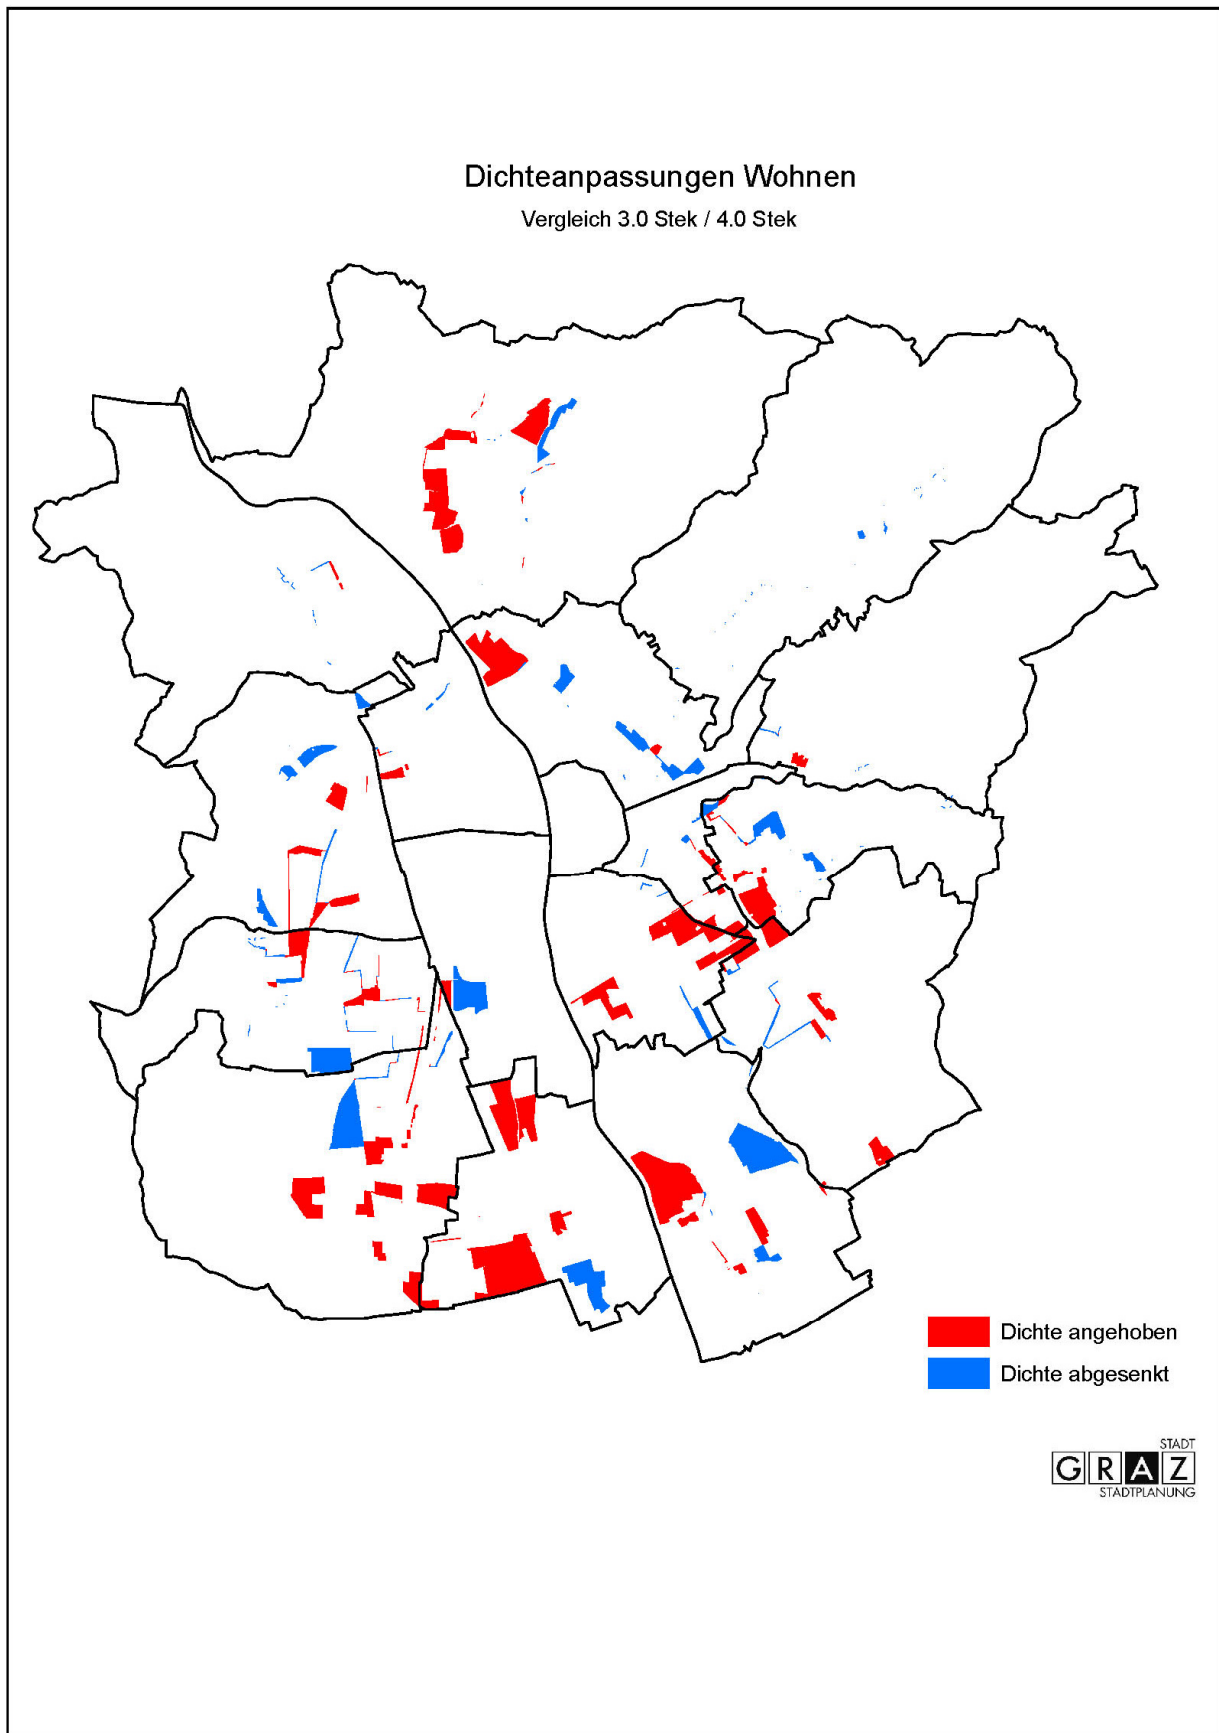 Dichteanpassungen Wohnen
Vergleich 3.0 Stek / 4.0 Stek
Dichte angehoben
Dichte abgesenkt
STADT
GRAZ
STADTPLANUNG